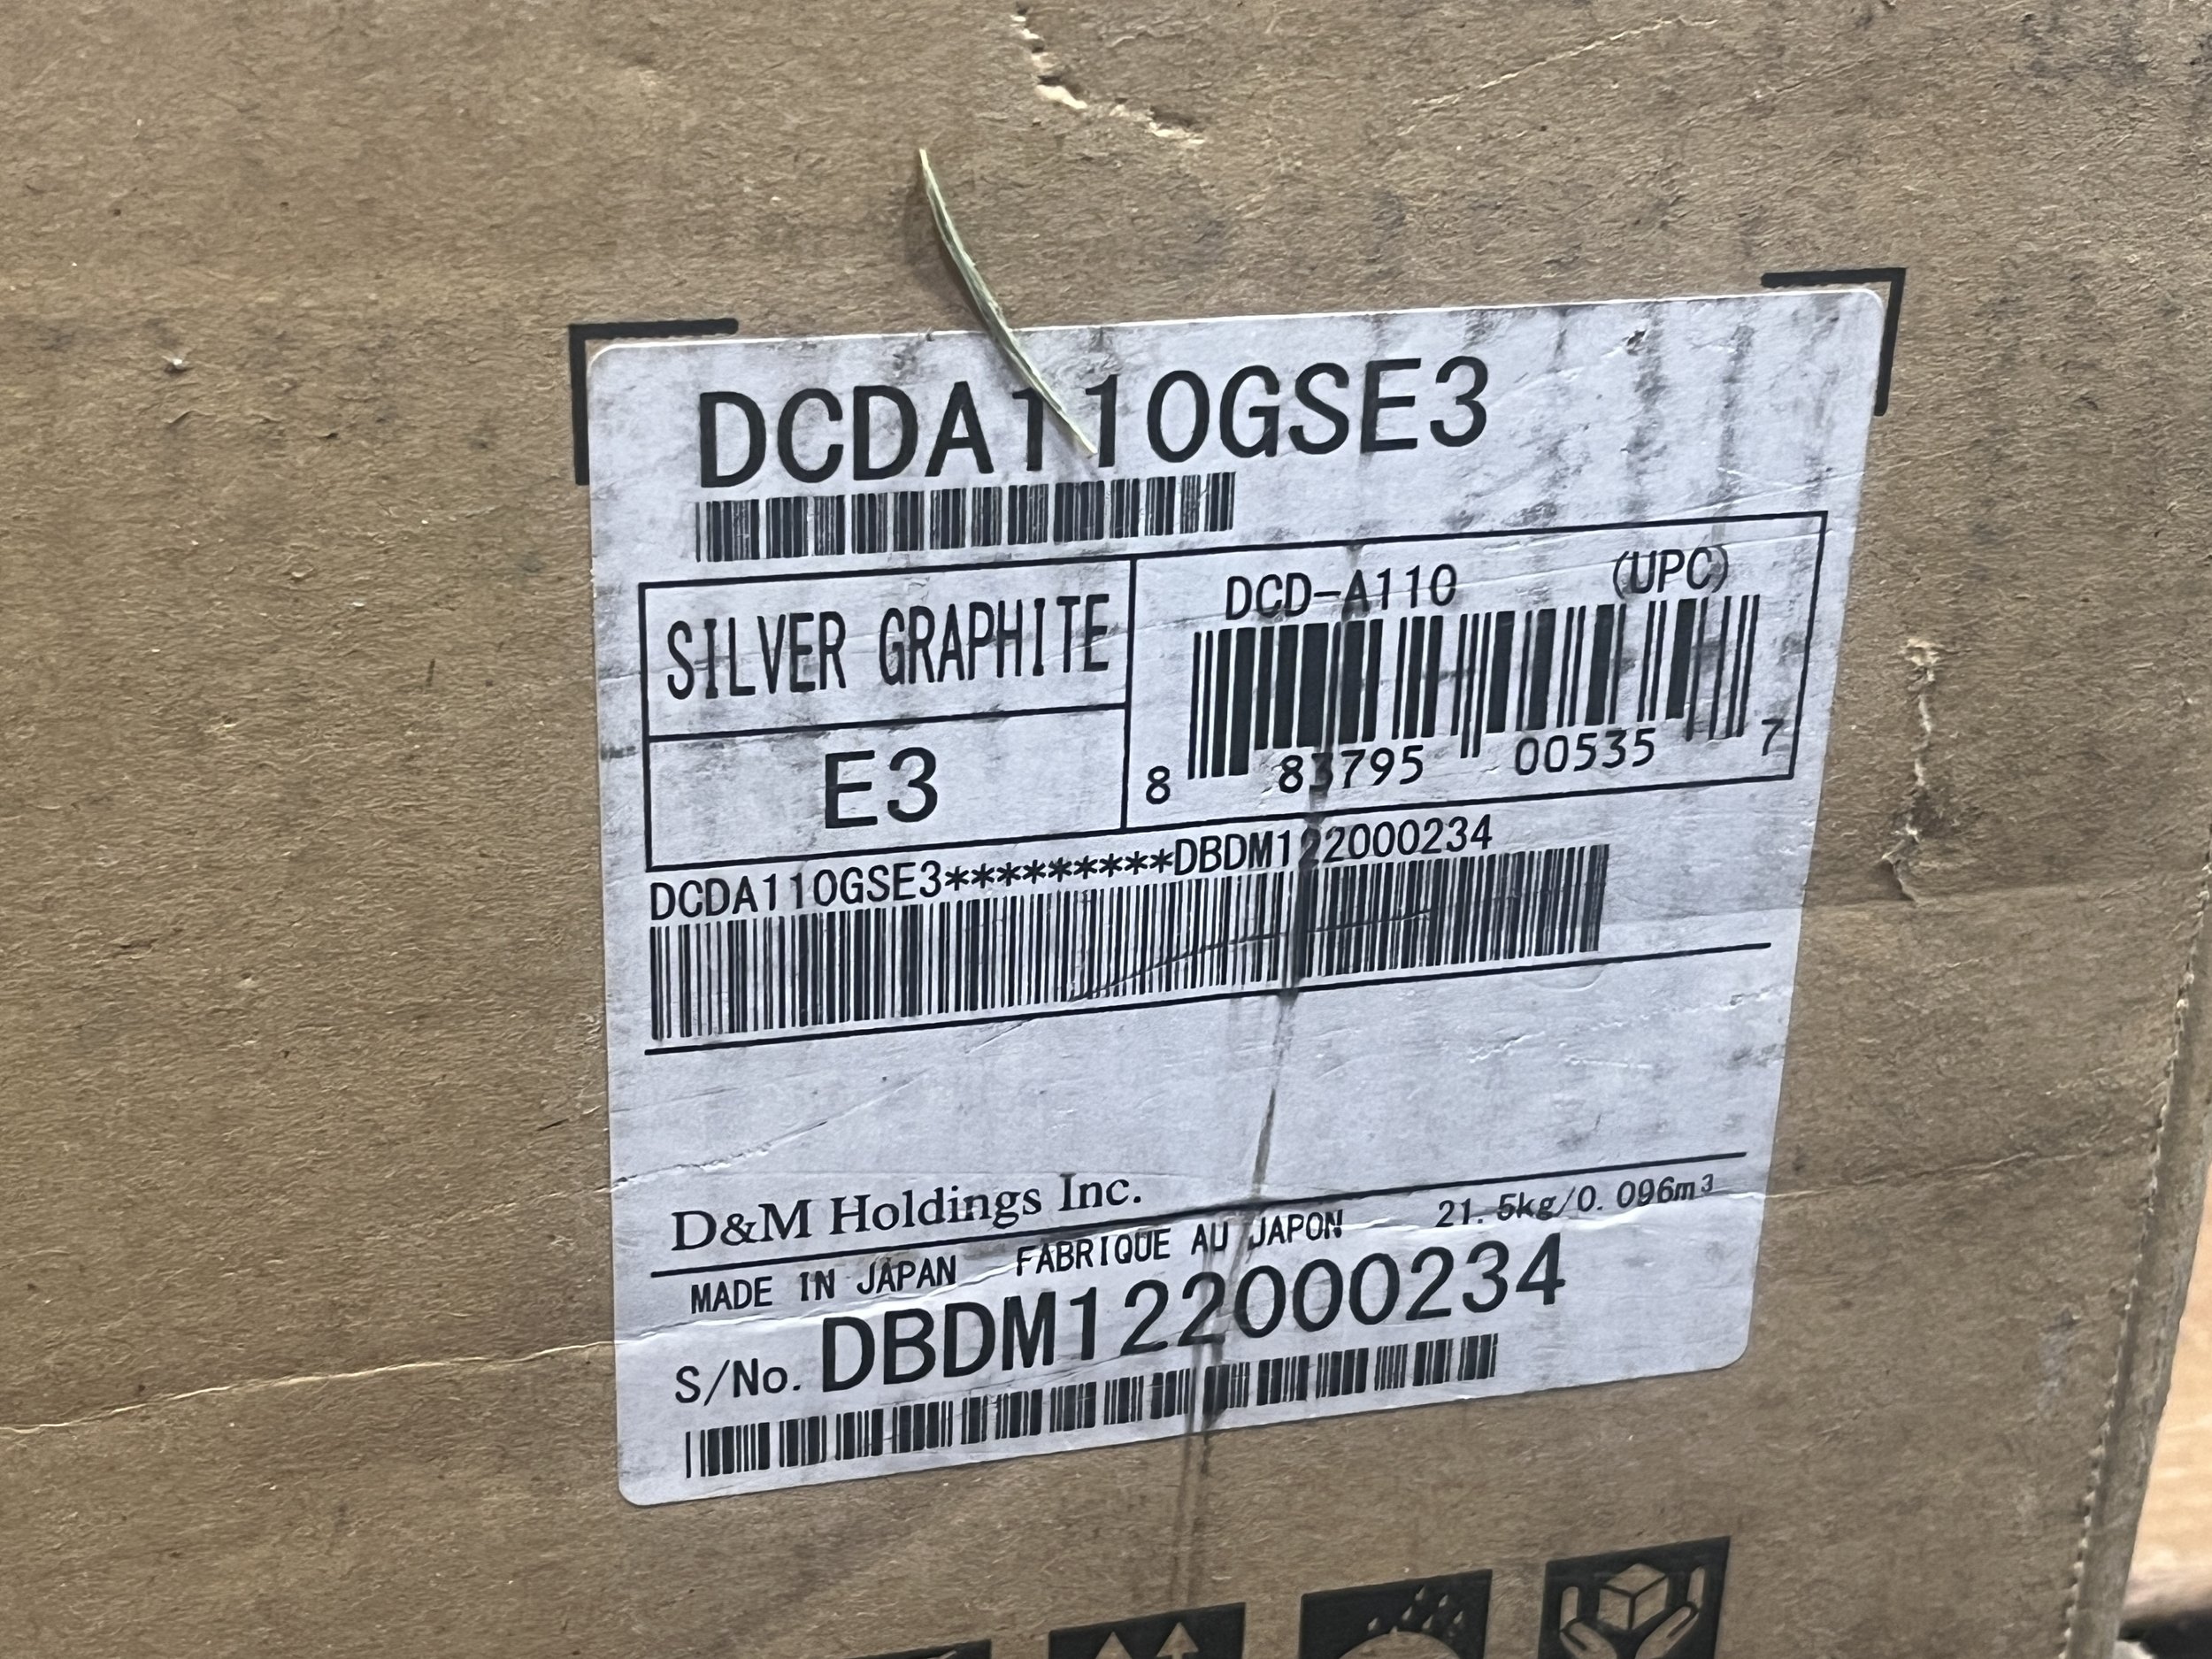 DCDA110GSE3
SILVER GRAPHITE
E3
DCD-A110 (UPC)
8 83795 00535 7
DCDA110GSE3*********DBDM122000234
D&M Holdings Inc.
MADE IN JAPAN FABRIQUE AU JAPON 21.5kg/0.096m³
S/No. DBDM122000234